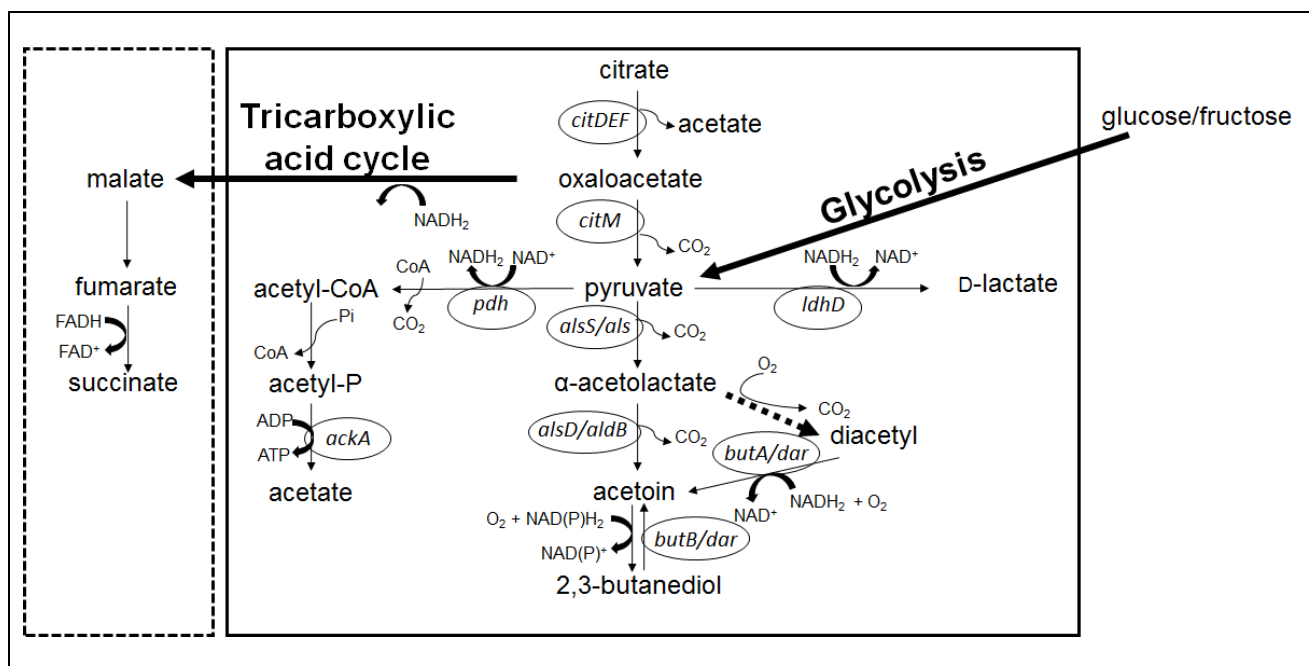 citrate
citDEF
acetate
Tricarboxylic
acid cycle
glucose/fructose
Glycolysis
malate
oxaloacetate
NADH₂
citM
CO₂
fumarate
FADH
FAD⁺
succinate
acetyl-CoA
CoA
CO₂
NADH₂ NAD⁺
pdh
pyruvate
NADH₂ NAD⁺
ldhD
D-lactate
Pi
CoA
alsS/als
CO₂
acetyl-P
α-acetolactate
O₂
CO₂
diacetyl
ADP
ATP
ackA
alsD/aldB
CO₂
butA/dar
acetate
acetoin
NAD⁺
NADH₂ + O₂
O₂ + NAD(P)H₂
NAD(P)⁺
butB/dar
2,3-butanediol